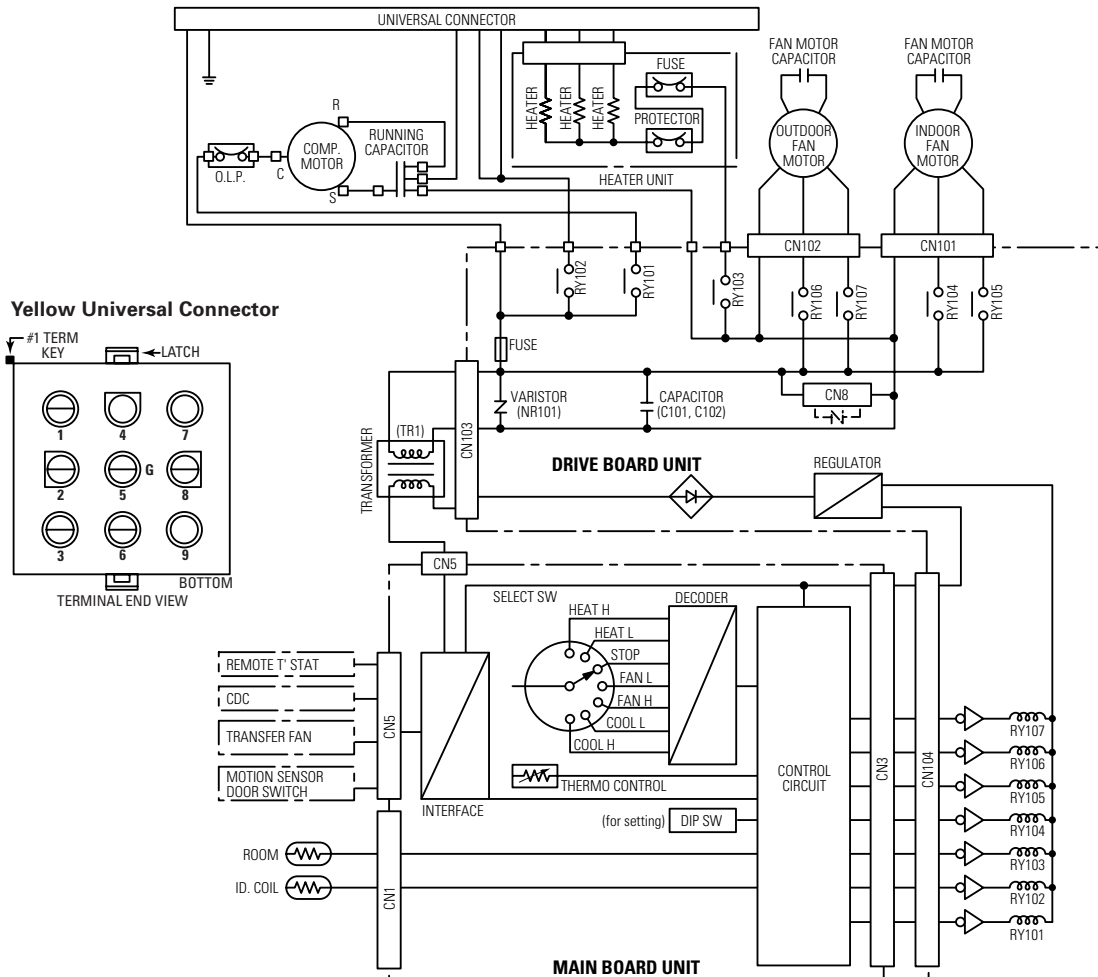 UNIVERSAL CONNECTOR
FAN MOTOR
CAPACITOR
FAN MOTOR
CAPACITOR
FUSE
HEATER
HEATER
HEATER
PROTECTOR
HEATER UNIT
OUTDOOR
FAN
MOTOR
INDOOR
FAN
MOTOR
R
COMP.
MOTOR
RUNNING
CAPACITOR
O.L.P.
C
S
CN102
CN101
RY102
RY101
RY103
RY106
RY107
RY104
RY105
Yellow Universal Connector
#1 TERM
KEY
LATCH
1
4
7
2
5
G
8
3
6
9
BOTTOM
TERMINAL END VIEW
FUSE
VARISTOR
(NR101)
CAPACITOR
(C101, C102)
CN8
TRANSFORMER
(TR1)
CN103
DRIVE BOARD UNIT
REGULATOR
CN5
SELECT SW
DECODER
HEAT H
HEAT L
STOP
FAN L
FAN H
COOL L
COOL H
REMOTE T' STAT
CDC
TRANSFER FAN
MOTION SENSOR
DOOR SWITCH
CN5
INTERFACE
THERMO CONTROL
(for setting)
DIP SW
CONTROL
CIRCUIT
CN3
CN104
RY107
RY106
RY105
RY104
RY103
RY102
RY101
ROOM
ID. COIL
CN1
MAIN BOARD UNIT